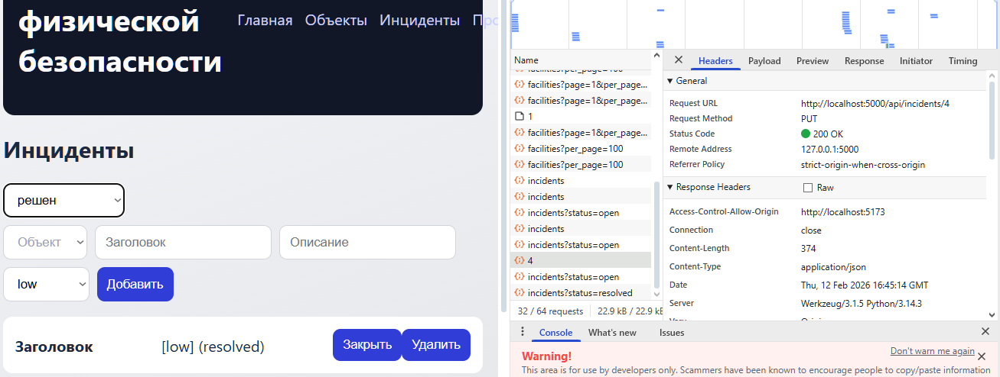 физической
безопасности
Главная Объекты Инциденты
Инциденты
решен
Объект Заголовок Описание
low Добавить
Заголовок [low] (resolved) Закрыть Удалить
Name
facilities?per_page=100
facilities?page=1&per_page...
facilities?page=1&per_page...
1
facilities?page=1&per_page...
facilities?per_page=100
facilities?per_page=100
incidents
incidents
incidents?status=open
incidents
incidents?status=open
4
incidents?status=open
incidents?status=resolved
32 / 64 requests 22.9 kB / 22.9 kB
Headers Payload Preview Response Initiator Timing
General
Request URL http://localhost:5000/api/incidents/4
Request Method PUT
Status Code 200 OK
Remote Address 127.0.0.1:5000
Referrer Policy strict-origin-when-cross-origin
Response Headers Raw
Access-Control-Allow-Origin http://localhost:5173
Connection close
Content-Length 374
Content-Type application/json
Date Thu, 12 Feb 2026 16:45:14 GMT
Server Werkzeug/3.1.5 Python/3.14.3
Vary Origin
Console What's new Issues
Warning! Don't warn me again
This area is for use by developers only. Scammers have been known to encourage people to copy/paste information